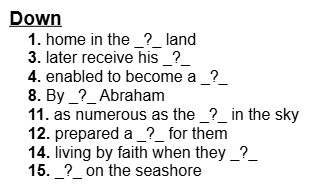 Down
1. home in the _?_ land
3. later receive his _?_
4. enabled to become a _?_
8. By _?_ Abraham
11. as numerous as the _?_ in the sky
12. prepared a _?_ for them
14. living by faith when they _?_
15. _?_ on the seashore